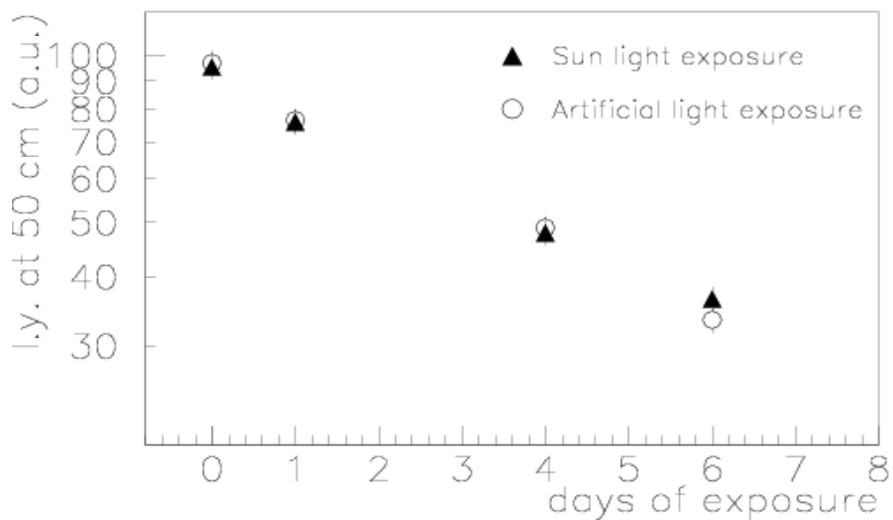 l.y. at 50 cm (a.u.)
100
90
80
70
60
50
40
30
Sun light exposure
Artificial light exposure
0 1 2 3 4 5 6 7 8
days of exposure